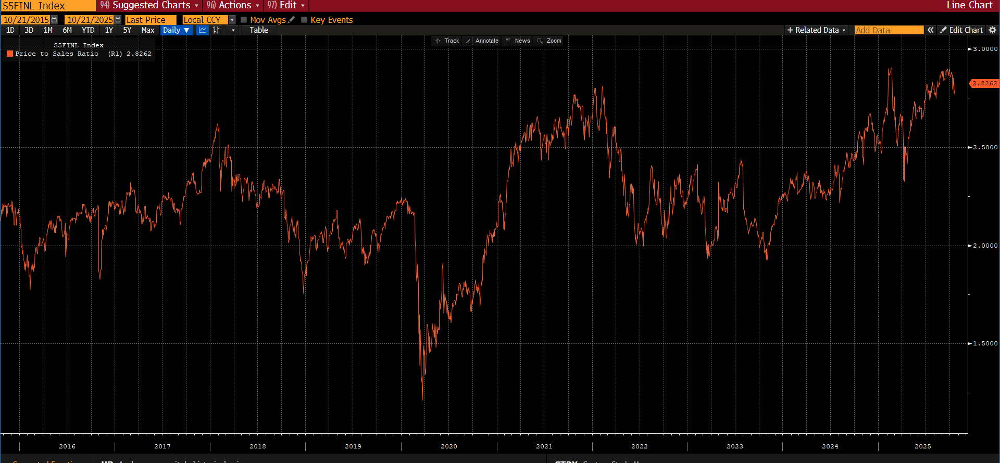 S5FINL Index 94) Suggested Charts 96) Actions 97) Edit Line Chart
10/21/2015 - 10/21/2025 Last Price Local CCY Mov Avgs Key Events
1D 3D 1M 6M YTD 1Y 5Y Max Daily ▼ Table + Related Data Add Data « Edit Chart
Track Annotate News Zoom
S5FINL Index
Price to Sales Ratio (R1) 2.8262
3.0000
2.8262
2.5000
2.0000
1.5000
2016 2017 2018 2019 2020 2021 2022 2023 2024 2025